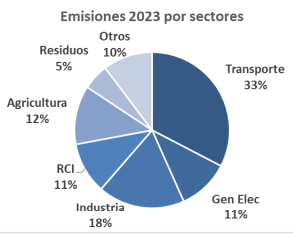 Emisiones 2023 por sectores
Otros
10%
Residuos
5%
Transporte
33%
Agricultura
12%
RCI
11%
Gen Elec
11%
Industria
18%